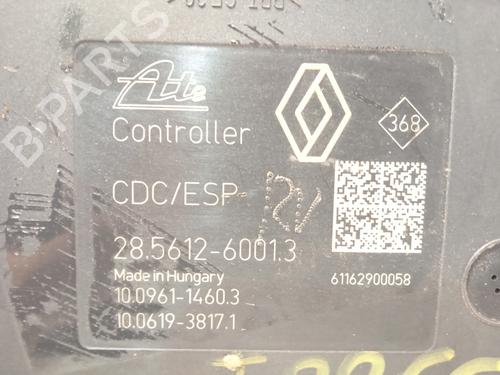 Ate
368
Controller
CDC/ESP
28.5612-6001.3
Made in Hungary
61162900058
10.0961-1460.3
10.0619-3817.1
B-PARTS